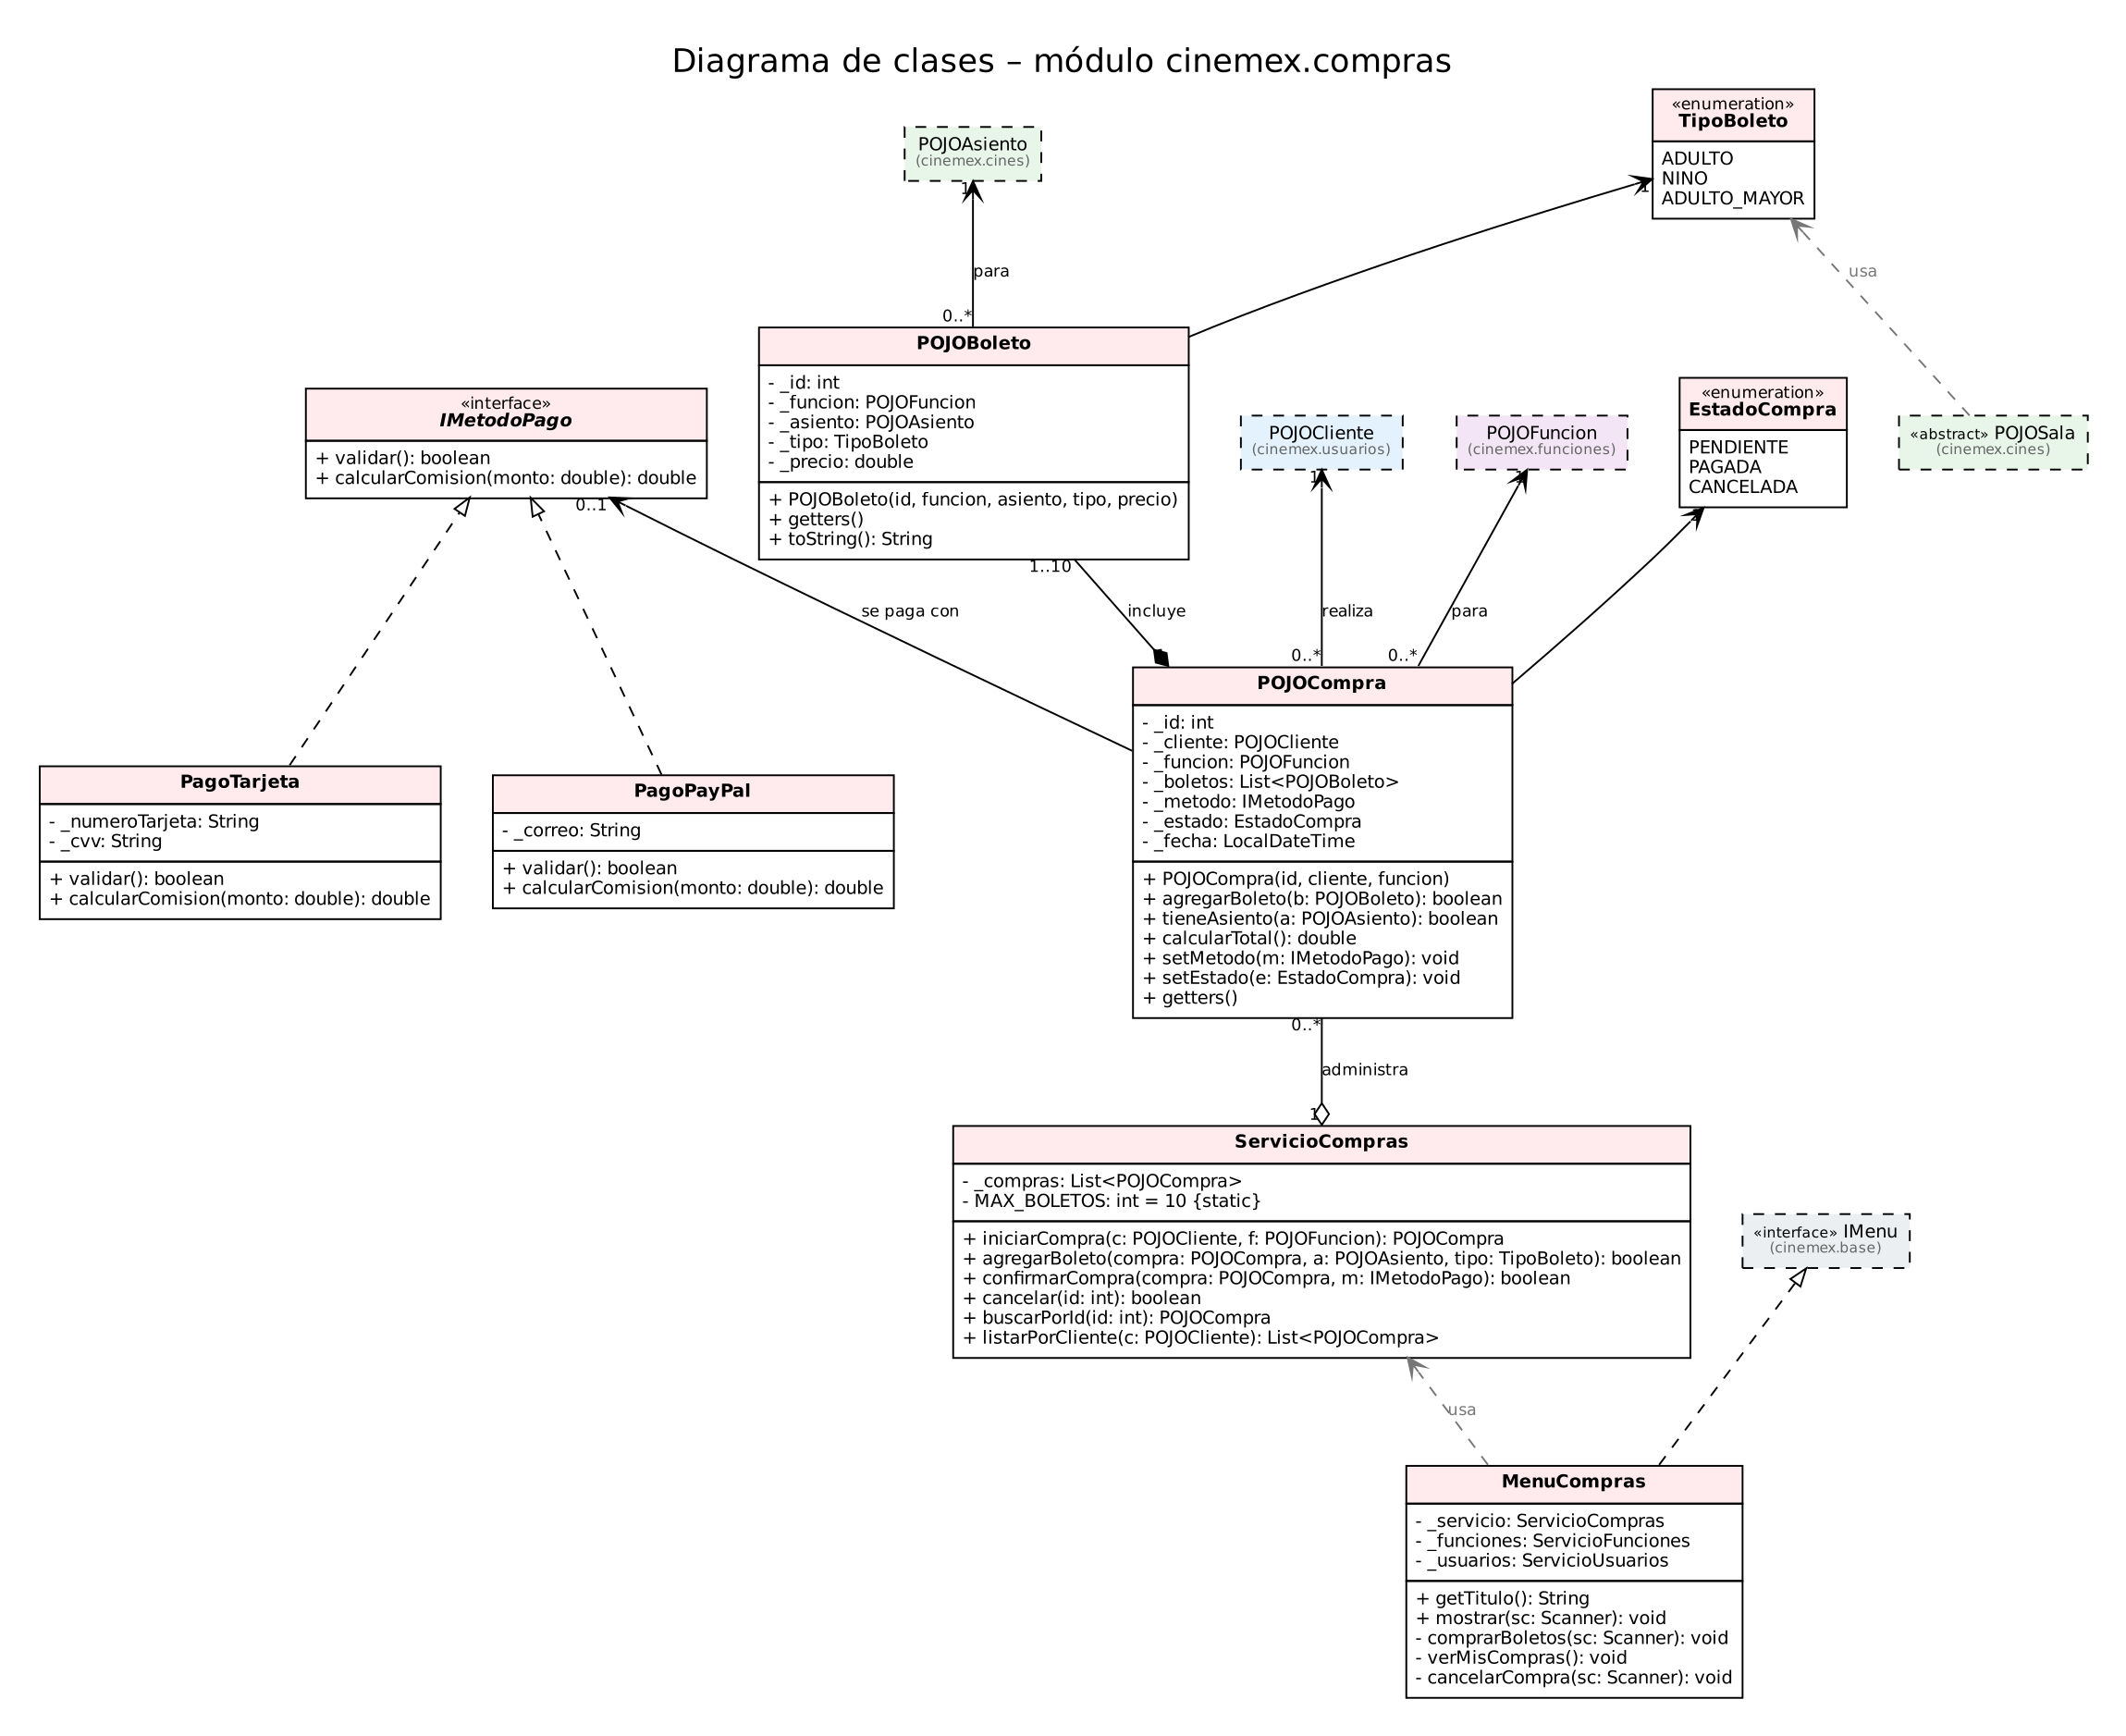 Diagrama de clases – módulo cinemex.compras
«enumeration»
TipoBoleto
ADULTO
NINO
ADULTO_MAYOR
POJOAsiento
(cinemex.cines)
1
para
0..*
1
usa
POJOBoleto
- _id: int
- _funcion: POJOFuncion
- _asiento: POJOAsiento
- _tipo: TipoBoleto
- _precio: double
+ POJOBoleto(id, funcion, asiento, tipo, precio)
+ getters()
+ toString(): String
«interface»
IMetodoPago
+ validar(): boolean
+ calcularComision(monto: double): double
0..1
POJOCliente
(cinemex.usuarios)
1
POJOFuncion
(cinemex.funciones)
1
«enumeration»
EstadoCompra
PENDIENTE
PAGADA
CANCELADA
1
«abstract» POJOSala
(cinemex.cines)
1..10
se paga con
incluye
realiza
para
0..*
0..*
POJOCompra
- _id: int
- _cliente: POJOCliente
- _funcion: POJOFuncion
- _boletos: List<POJOBoleto>
- _metodo: IMetodoPago
- _estado: EstadoCompra
- _fecha: LocalDateTime
+ POJOCompra(id, cliente, funcion)
+ agregarBoleto(b: POJOBoleto): boolean
+ tieneAsiento(a: POJOAsiento): boolean
+ calcularTotal(): double
+ setMetodo(m: IMetodoPago): void
+ setEstado(e: EstadoCompra): void
+ getters()
PagoTarjeta
- _numeroTarjeta: String
- _cvv: String
+ validar(): boolean
+ calcularComision(monto: double): double
PagoPayPal
- _correo: String
+ validar(): boolean
+ calcularComision(monto: double): double
0..*
administra
1
ServicioCompras
- _compras: List<POJOCompra>
- MAX_BOLETOS: int = 10 {static}
+ iniciarCompra(c: POJOCliente, f: POJOFuncion): POJOCompra
+ agregarBoleto(compra: POJOCompra, a: POJOAsiento, tipo: TipoBoleto): boolean
+ confirmarCompra(compra: POJOCompra, m: IMetodoPago): boolean
+ cancelar(id: int): boolean
+ buscarPorId(id: int): POJOCompra
+ listarPorCliente(c: POJOCliente): List<POJOCompra>
«interface» IMenu
(cinemex.base)
usa
MenuCompras
- _servicio: ServicioCompras
- _funciones: ServicioFunciones
- _usuarios: ServicioUsuarios
+ getTitulo(): String
+ mostrar(sc: Scanner): void
- comprarBoletos(sc: Scanner): void
- verMisCompras(): void
- cancelarCompra(sc: Scanner): void